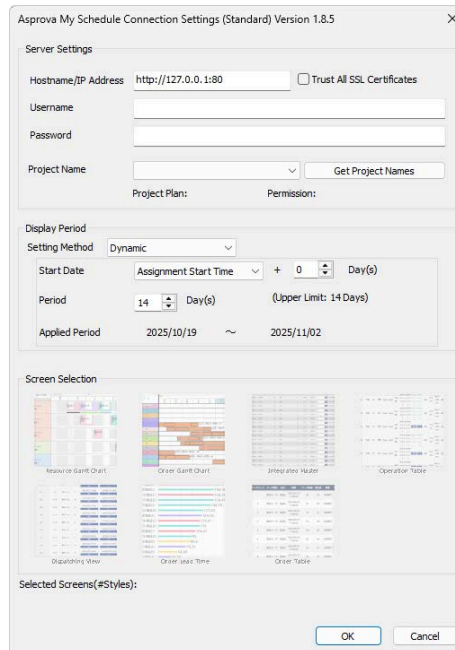 Asprova My Schedule Connection Settings (Standard) Version 1.8.5
Server Settings
Hostname/IP Address http://127.0.0.1:80 Trust All SSL Certificates
Username
Password
Project Name Get Project Names
Project Plan: Permission:
Display Period
Setting Method Dynamic
Start Date Assignment Start Time + 0 Day(s)
Period 14 Day(s) (Upper Limit: 14 Days)
Applied Period 2025/10/19 ~ 2025/11/02
Screen Selection
Resource Gantt Chart Order Gantt Chart Integrated Master Operation Table
Dispatching View Order Lead Time Order Table
Selected Screens(#Styles):
OK Cancel